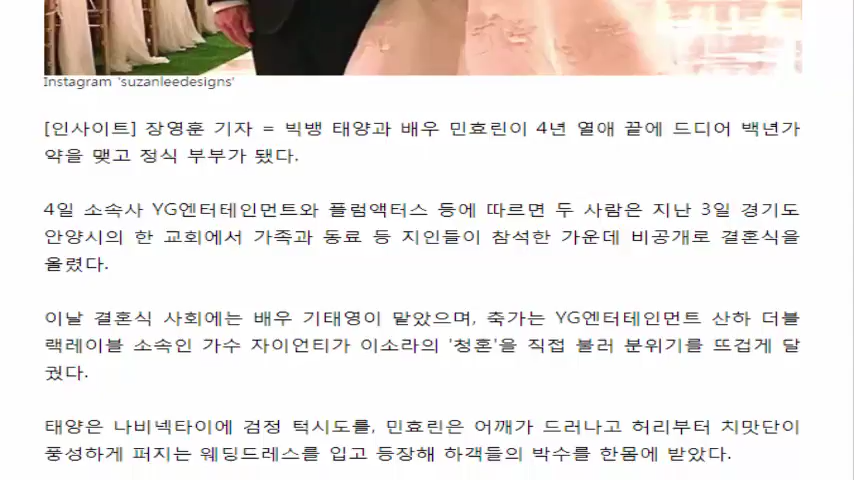 Instagram 'suzanleedesigns'
[인사이트] 장영훈 기자 = 빅뱅 태양과 배우 민효린이 4년 열애 끝에 드디어 백년가
약을 맺고 정식 부부가 됐다.
4일 소속사 YG엔터테인먼트와 플럼액터스 등에 따르면 두 사람은 지난 3일 경기도
안양시의 한 교회에서 가족과 동료 등 지인들이 참석한 가운데 비공개로 결혼식을
올렸다.
이날 결혼식 사회에는 배우 기태영이 맡았으며, 축가는 YG엔터테인먼트 산하 더블
랙레이블 소속인 가수 자이언티가 이소라의 '청혼'을 직접 불러 분위기를 뜨겁게 달
궜다.
태양은 나비넥타이에 검정 턱시도를, 민효린은 어깨가 드러나고 허리부터 치맛단이
풍성하게 퍼지는 웨딩드레스를 입고 등장해 하객들의 박수를 한몸에 받았다.